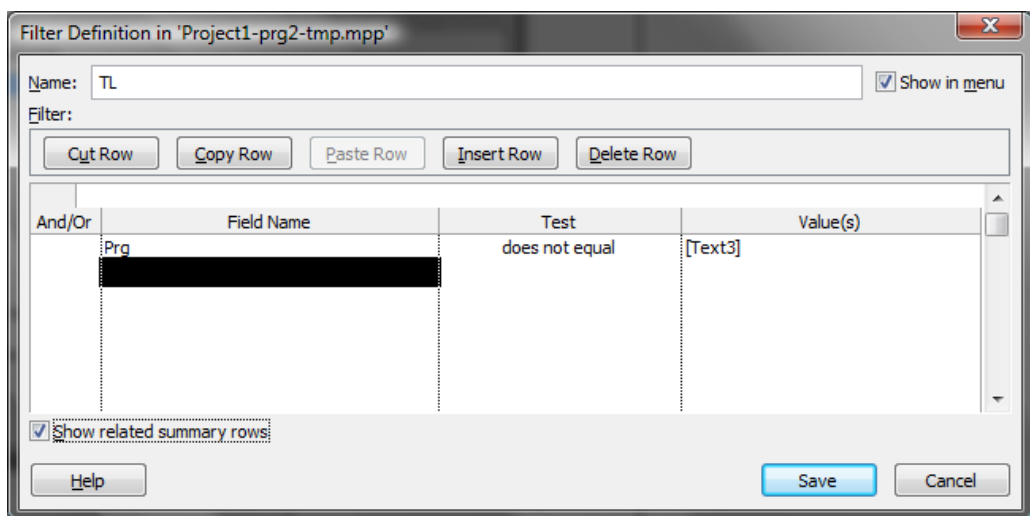 Filter Definition in 'Project1-prg2-tmp.mpp'
Name: TL Show in menu
Filter:
Cut Row Copy Row Paste Row Insert Row Delete Row
And/Or Field Name Test Value(s)
Prg does not equal [Text3]
Show related summary rows
Help Save Cancel